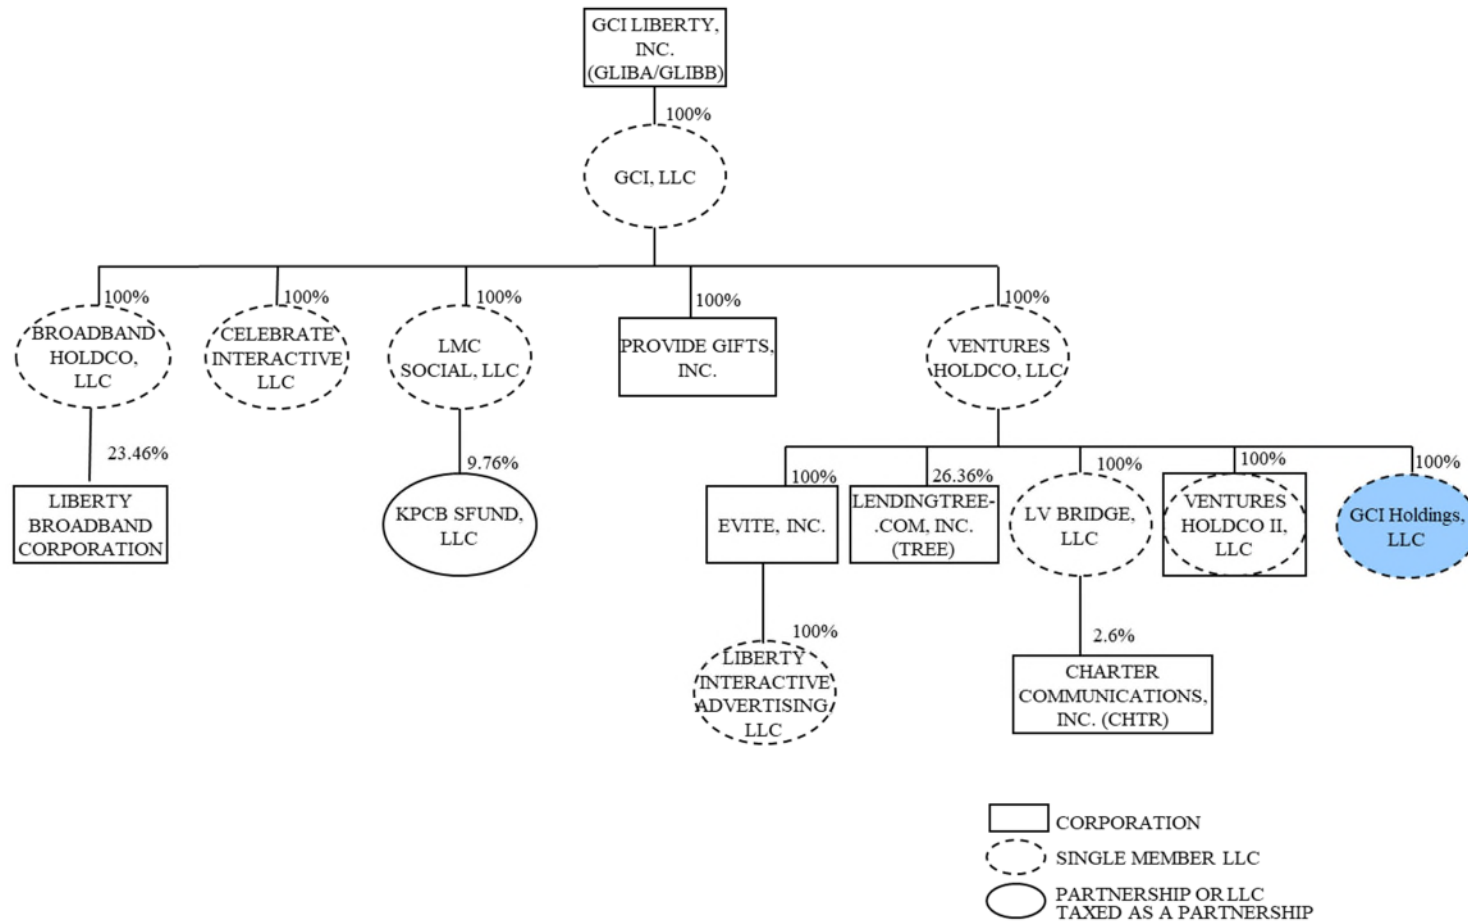 GCI LIBERTY,
INC.
(GLIBA/GLIBB)
100%
GCI, LLC
100%
BROADBAND
HOLDCO,
LLC
100%
CELEBRATE
INTERACTIVE
LLC
100%
LMC
SOCIAL, LLC
100%
PROVIDE GIFTS,
INC.
100%
VENTURES
HOLDCO, LLC
23.46%
LIBERTY
BROADBAND
CORPORATION
9.76%
KPCB SFUND,
LLC
100%
EVITE, INC.
26.36%
LENDINGTREE-
.COM, INC.
(TREE)
100%
LV BRIDGE,
LLC
100%
VENTURES
HOLDCO II,
LLC
100%
GCI Holdings,
LLC
100%
LIBERTY
INTERACTIVE
ADVERTISING,
LLC
2.6%
CHARTER
COMMUNICATIONS,
INC. (CHTR)
CORPORATION
SINGLE MEMBER LLC
PARTNERSHIP OR LLC
TAXED AS A PARTNERSHIP